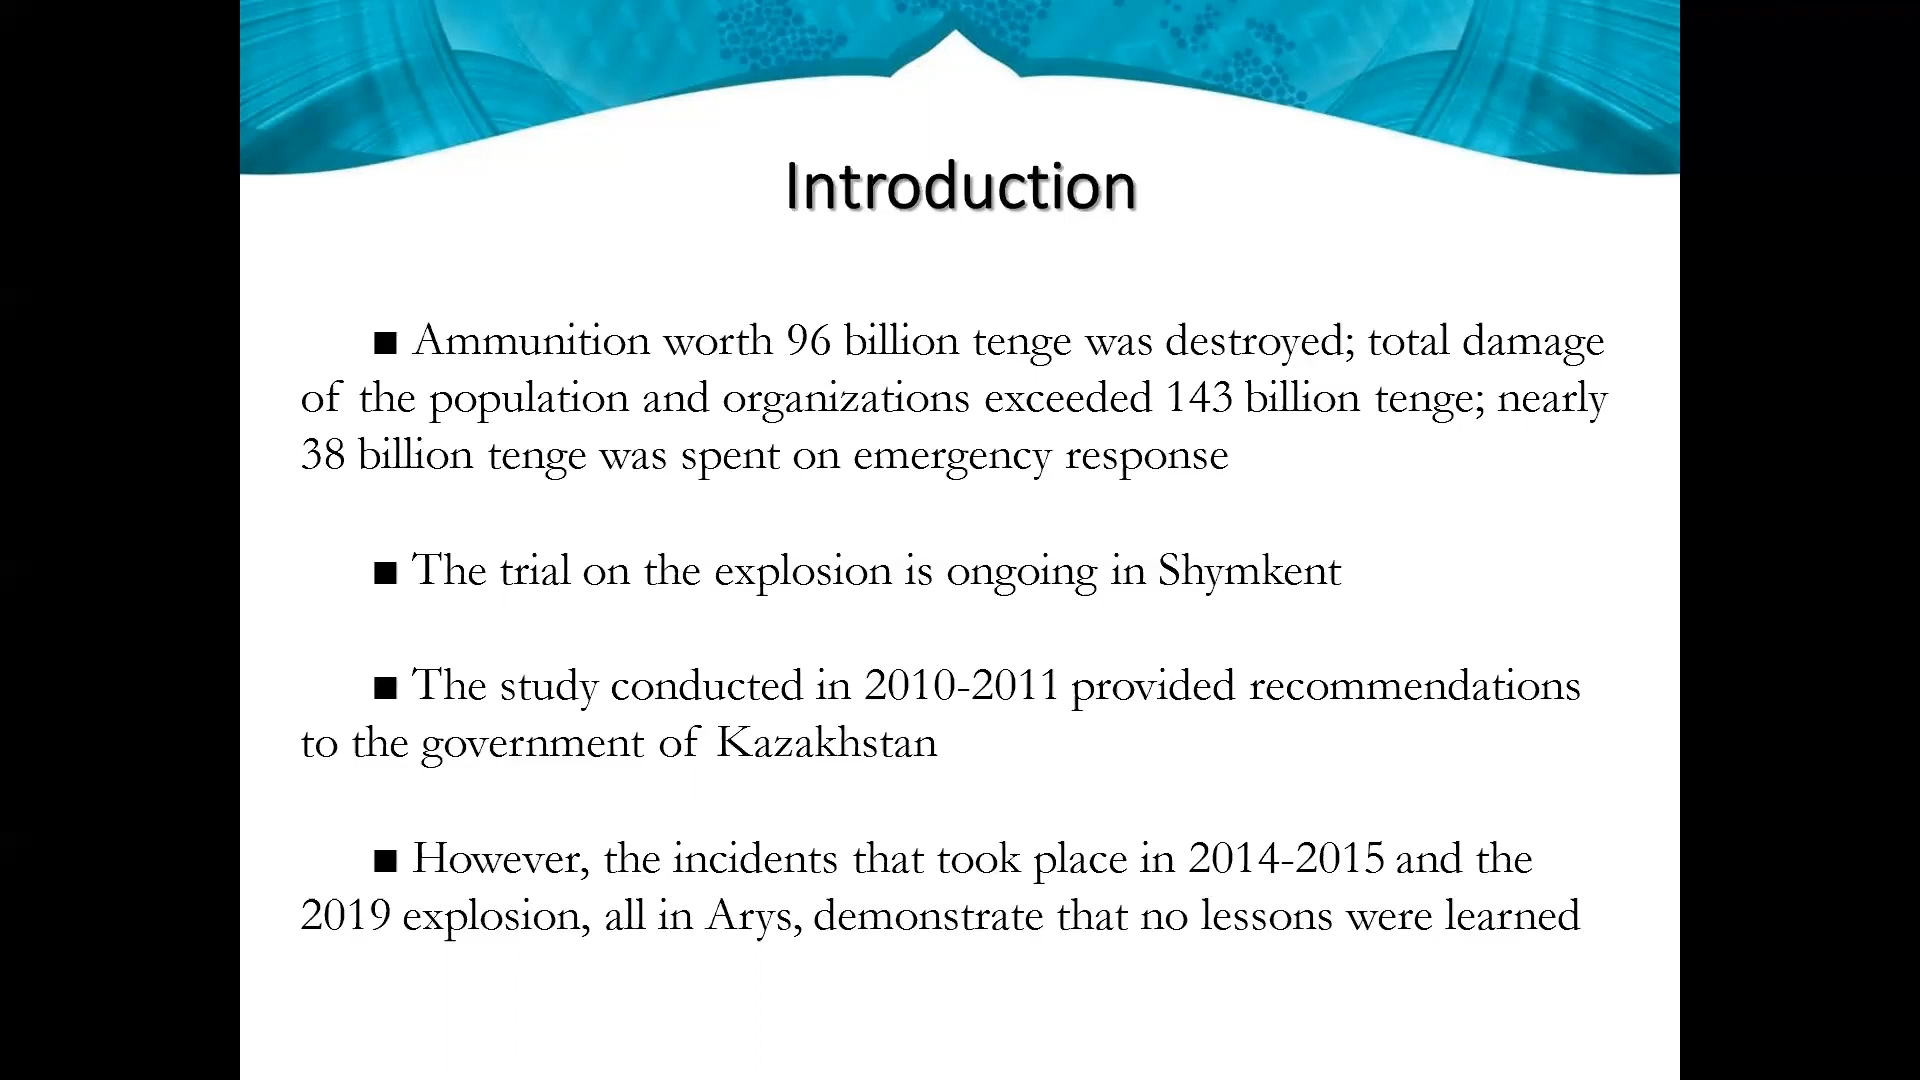 Introduction
■ Ammunition worth 96 billion tenge was destroyed; total damage
of the population and organizations exceeded 143 billion tenge; nearly
38 billion tenge was spent on emergency response
■ The trial on the explosion is ongoing in Shymkent
■ The study conducted in 2010-2011 provided recommendations
to the government of Kazakhstan
■ However, the incidents that took place in 2014-2015 and the
2019 explosion, all in Arys, demonstrate that no lessons were learned